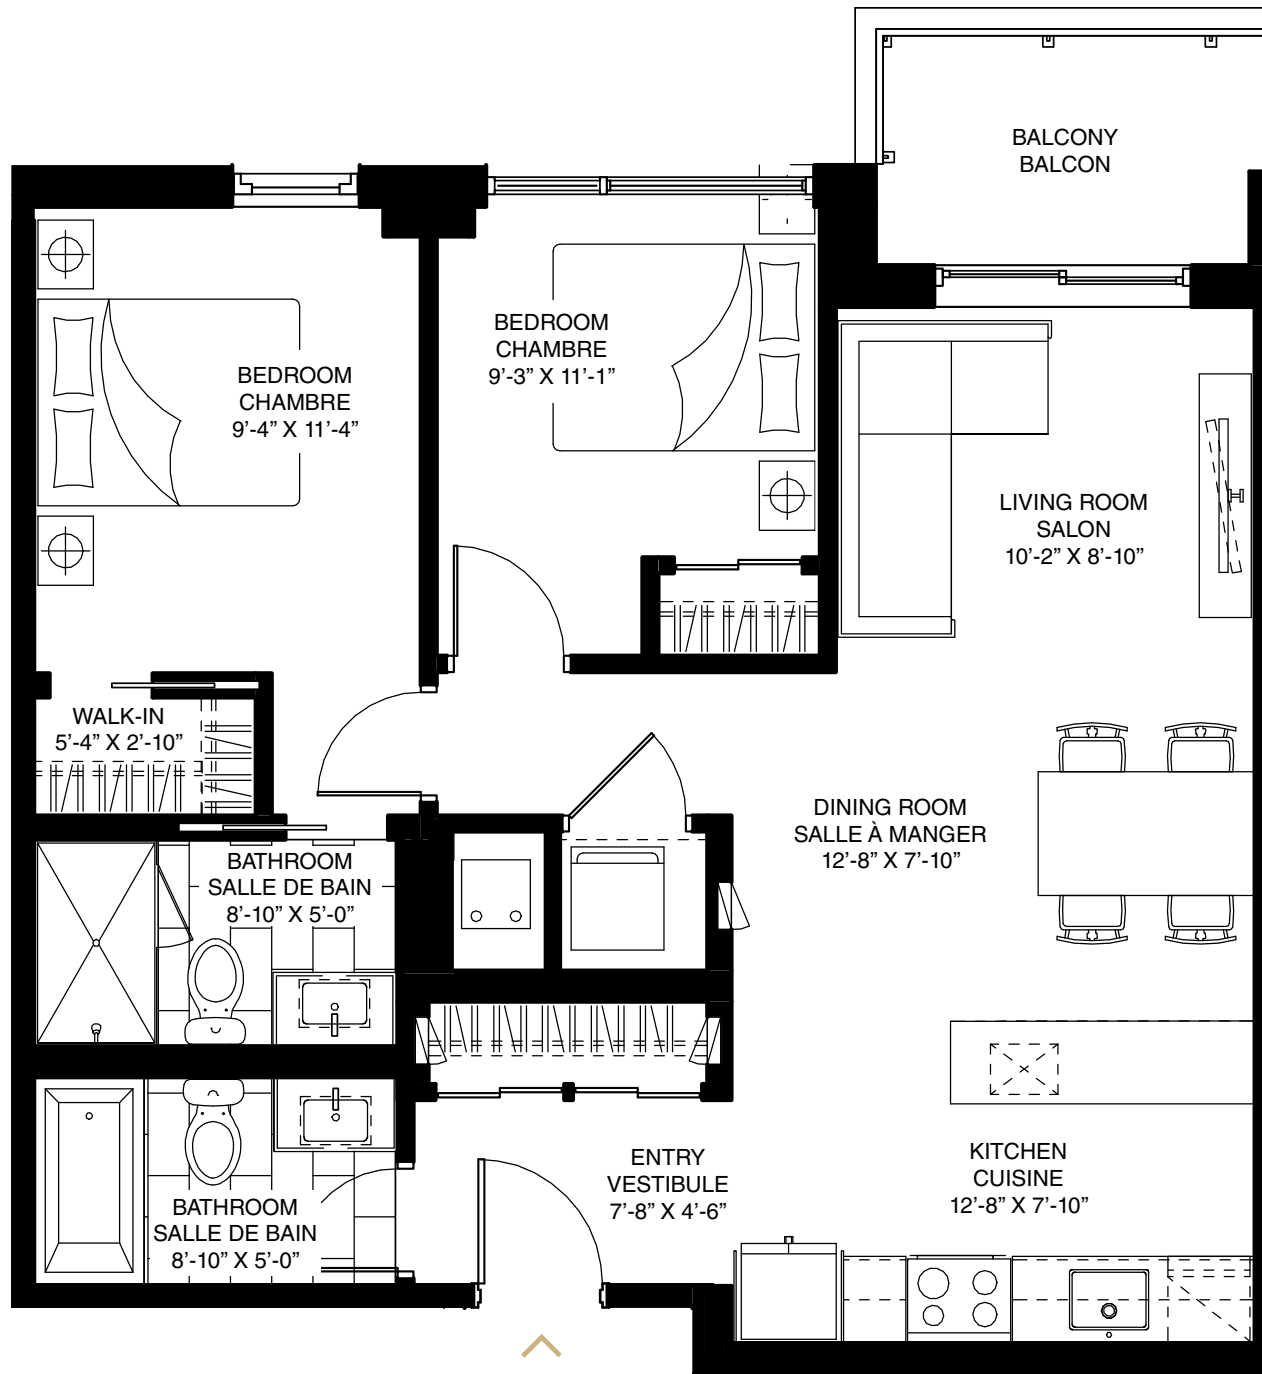 BALCONY
BALCON
BEDROOM
CHAMBRE
9’-3” X 11’-1”
BEDROOM
CHAMBRE
9’-4” X 11’-4”
LIVING ROOM
SALON
10’-2” X 8’-10”
WALK-IN
5’-4” X 2’-10”
DINING ROOM
SALLE À MANGER
12’-8” X 7’-10”
BATHROOM
SALLE DE BAIN
8’-10” X 5’-0”
ENTRY
VESTIBULE
7’-8” X 4’-6”
KITCHEN
CUISINE
12’-8” X 7’-10”
BATHROOM
SALLE DE BAIN
8’-10” X 5’-0”